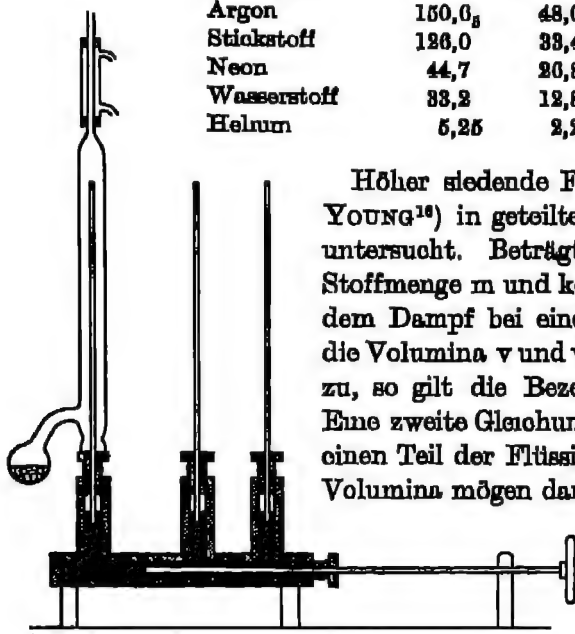 Argon 150,6₅ 48,0
Stickstoff 126,0 33,4
Neon 44,7 26,8
Wasserstoff 33,2 12,8
Helium 5,25 2,2
Höher siedende F
YOUNG¹⁶) in geteilte
untersucht. Beträgt
Stoffmenge m und k
dem Dampf bei eine
die Volumina v und v
zu, so gilt die Beze
Eine zweite Gleichun
einen Teil der Flüssi
Volumina mögen da